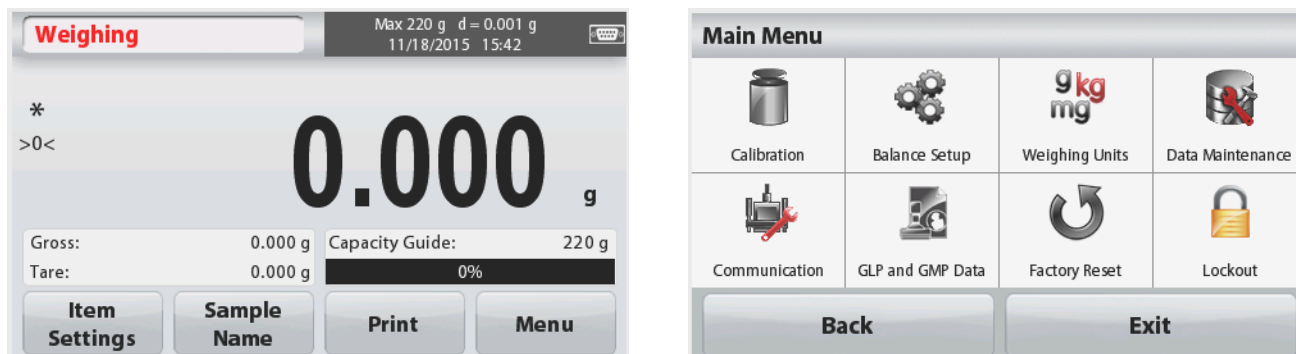 Weighing
Max 220 g d = 0.001 g
11/18/2015 15:42
*
>0<
0.000 g
Gross: 0.000 g
Tare: 0.000 g
Capacity Guide: 220 g
0%
Item Settings
Sample Name
Print
Menu
Main Menu
g kg
mg
Calibration
Balance Setup
Weighing Units
Data Maintenance
Communication
GLP and GMP Data
Factory Reset
Lockout
Back
Exit